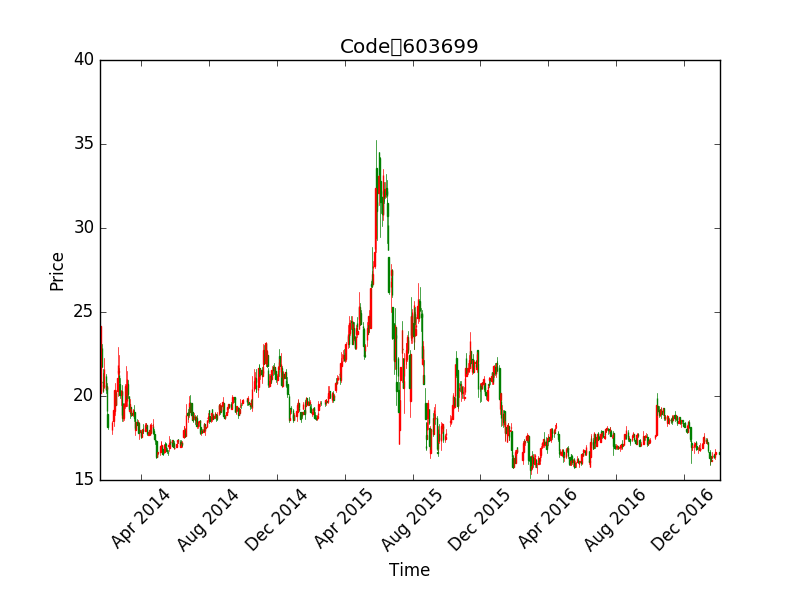 Code▯603699
40
35
30
25
20
15
Price
Apr 2014
Aug 2014
Dec 2014
Apr 2015
Aug 2015
Dec 2015
Apr 2016
Aug 2016
Dec 2016
Time